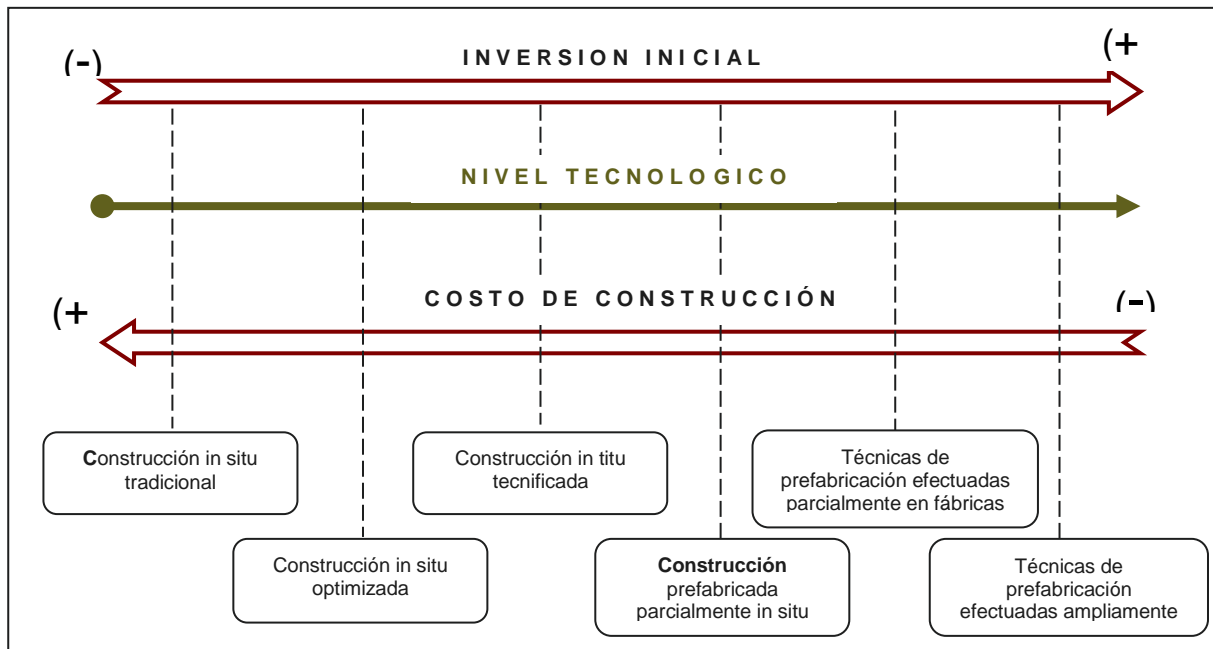 (-)
INVERSION INICIAL
(+
NIVEL TECNOLOGICO
COSTO DE CONSTRUCCIÓN
(+
(-)
Construcción in situ
tradicional
Construcción in titu
tecnificada
Técnicas de
prefabricación efectuadas
parcialmente en fábricas
Construcción in situ
optimizada
Construcción
prefabricada
parcialmente in situ
Técnicas de
prefabricación
efectuadas ampliamente